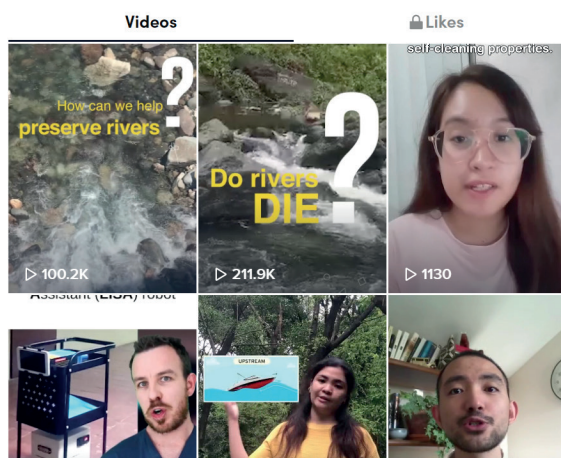 Videos
Likes
How can we help
preserve rivers
?
Do rivers
DIE
?
self-cleaning properties.
100.2K
211.9K
1130
Assistant (LISA) robot
UPSTREAM